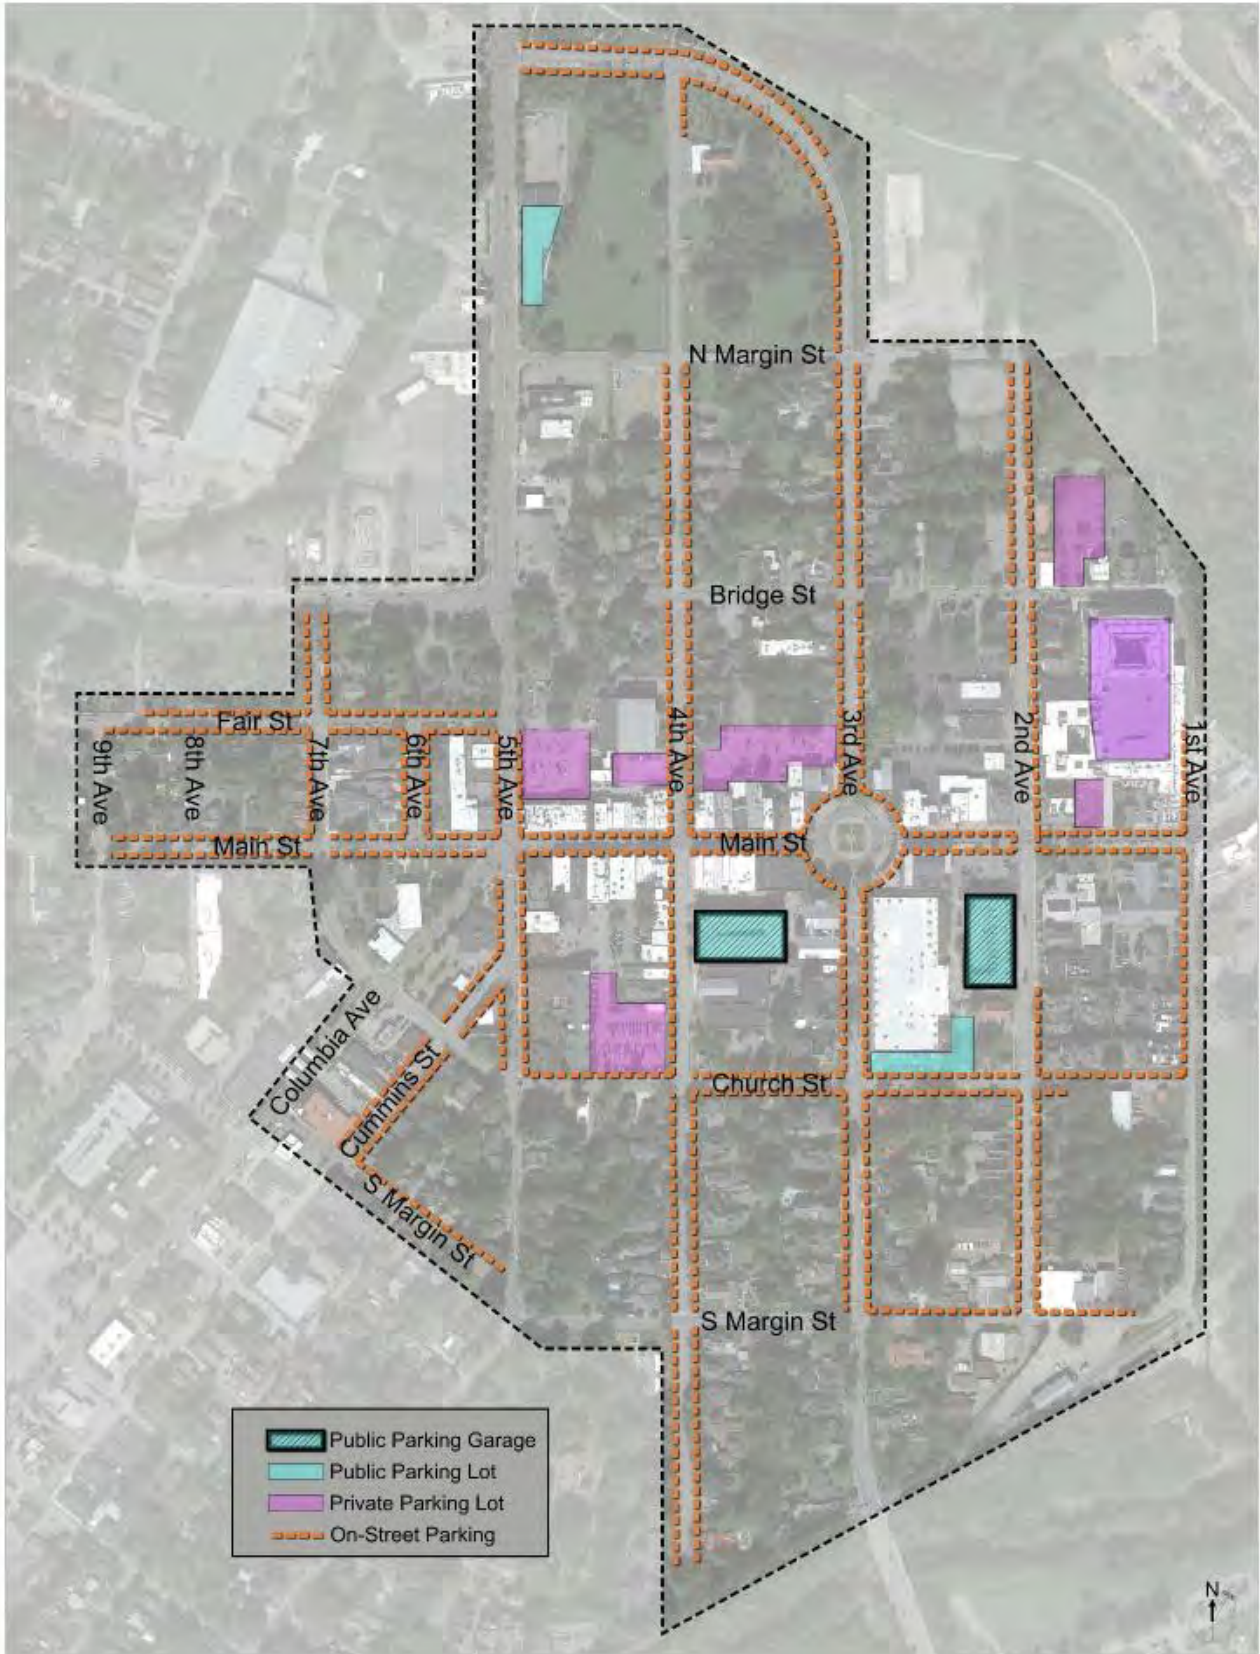 N Margin St
Bridge St
Fair St
9th Ave
8th Ave
7th Ave
6th Ave
5th Ave
4th Ave
3rd Ave
2nd Ave
1st Ave
Main St
Main St
Columbia Ave
Cummins St
Church St
S Margin St
S Margin St
Public Parking Garage
Public Parking Lot
Private Parking Lot
On-Street Parking
N